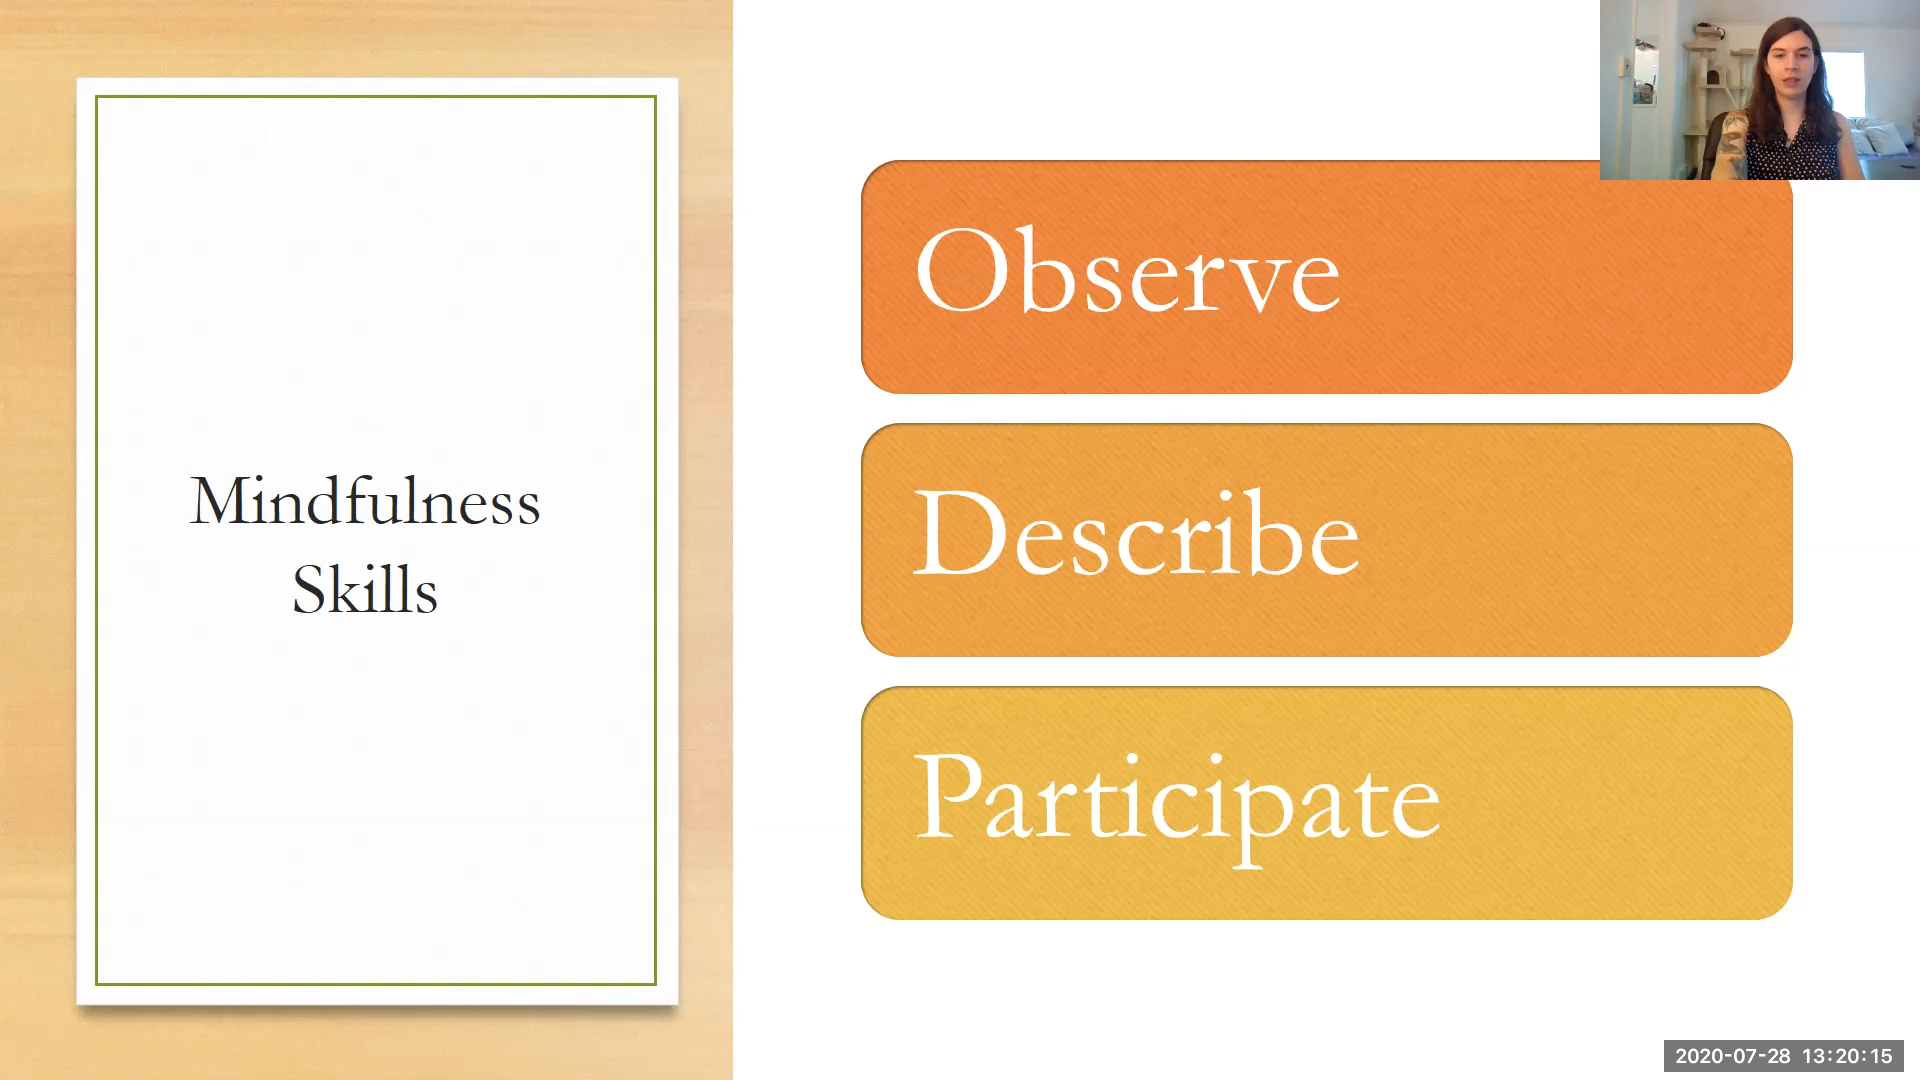 Mindfulness
Skills
Observe
Describe
Participate
2020-07-28 13:20:15